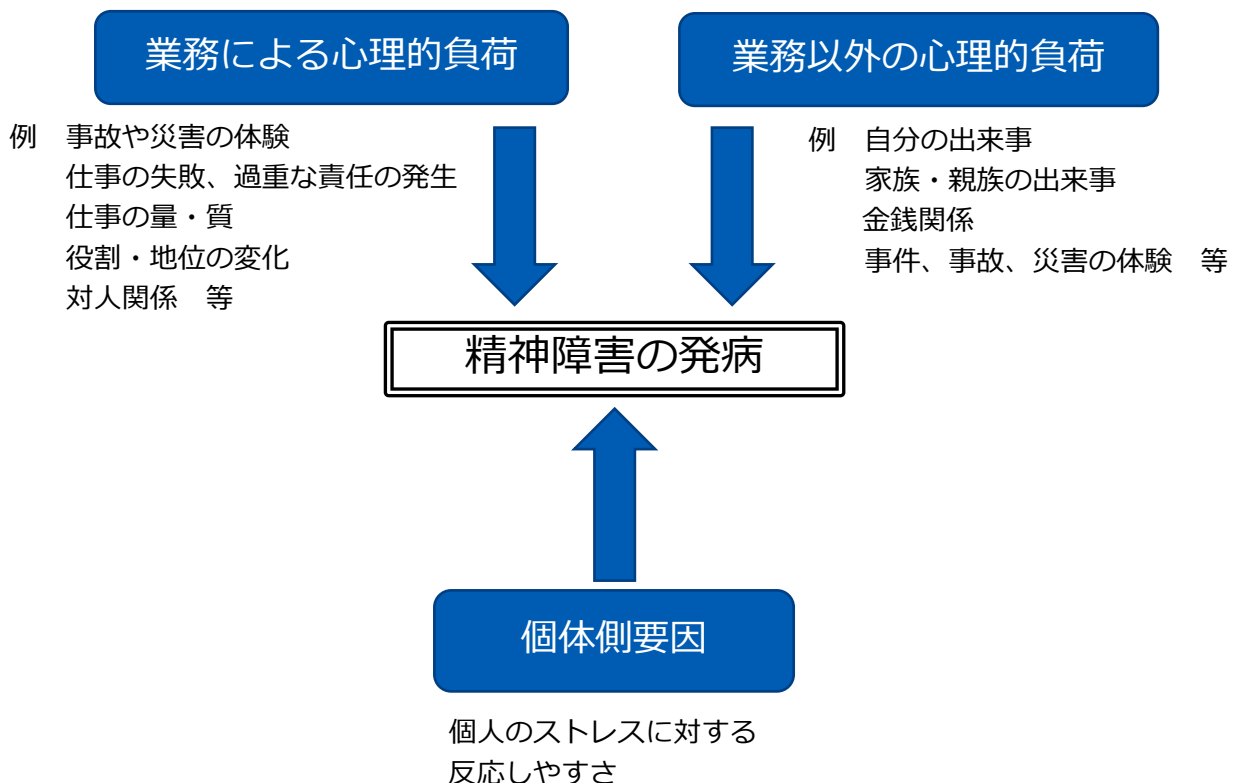 業務による心理的負荷
例　事故や災害の体験
仕事の失敗、過重な責任の発生
仕事の量・質
役割・地位の変化
対人関係　等
業務以外の心理的負荷
例　自分の出来事
家族・親族の出来事
金銭関係
事件、事故、災害の体験　等
精神障害の発病
個体側要因
個人のストレスに対する
反応しやすさ